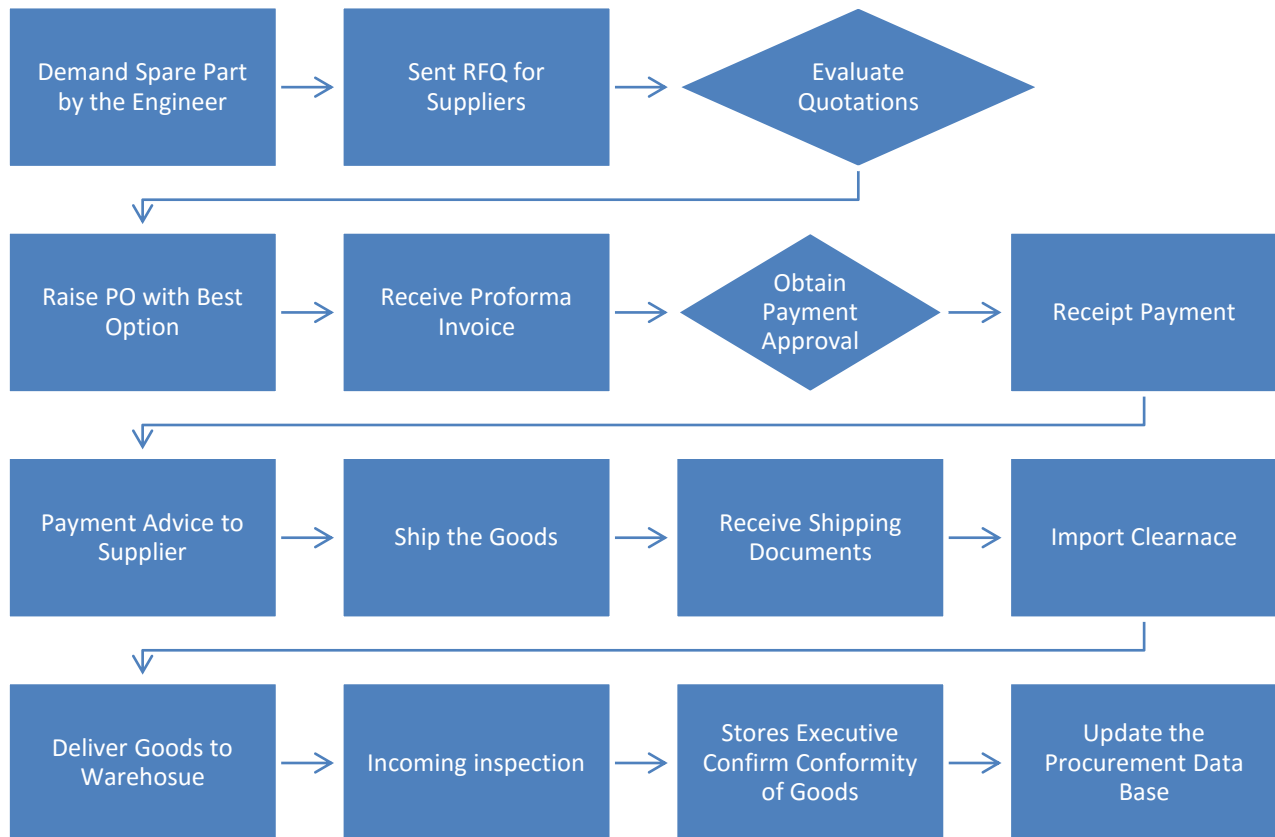 Demand Spare Part
by the Engineer
Sent RFQ for
Suppliers
Evaluate
Quotations
Raise PO with Best
Option
Receive Proforma
Invoice
Obtain
Payment
Approval
Receipt Payment
Payment Advice to
Supplier
Ship the Goods
Receive Shipping
Documents
Import Clearnace
Deliver Goods to
Warehosue
Incoming inspection
Stores Executive
Confirm Conformity
of Goods
Update the
Procurement Data
Base